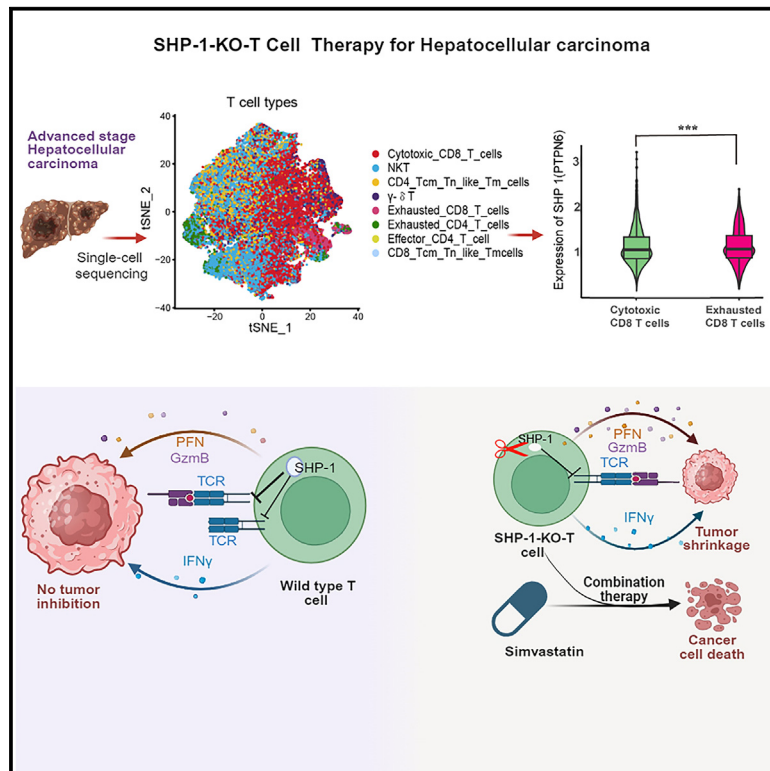 SHP-1-KO-T Cell Therapy for Hepatocellular carcinoma
Advanced stage
Hepatocellular
carcinoma
Single-cell
sequencing
T cell types
tSNE_2
40
20
0
-20
-40
-20
0
20
40
tSNE_1
Cytotoxic_CD8_T_cells
NKT
CD4_Tcm_Tn_like_Tm_cells
γ- δ T
Exhausted_CD8_T_cells
Exhausted_CD4_T_cells
Effector_CD4_T_cell
CD8_Tcm_Tn_like_Tmcells
Expression of SHP 1(PTPN6)
3
2
1
***
Cytotoxic
CD8 T cells
Exhausted
CD8 T cells
PFN
GzmB
TCR
SHP-1
TCR
IFNγ
No tumor
inhibition
Wild type T
cell
SHP-1
PFN
GzmB
TCR
IFNγ
SHP-1-KO-T
cell
Tumor
shrinkage
Combination
therapy
Simvastatin
Cancer
cell death